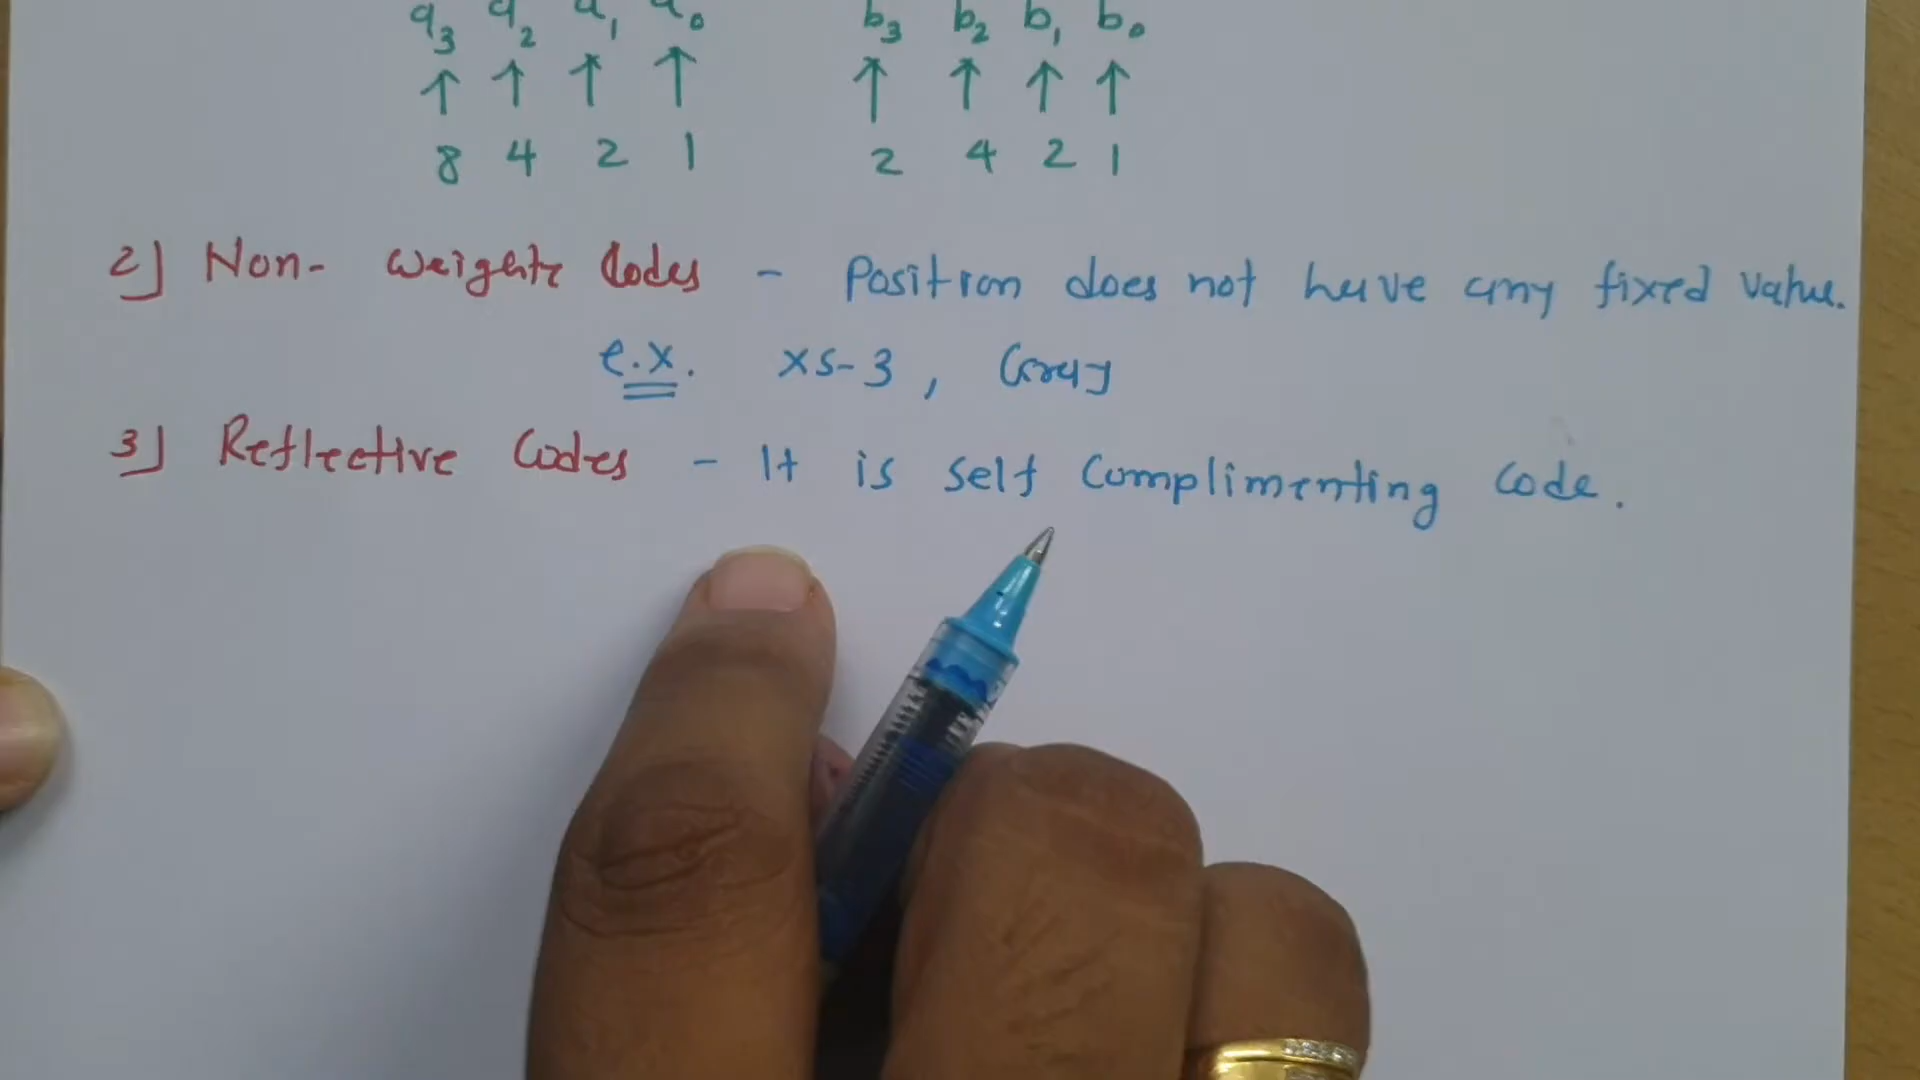 a3 a2 a1 a0 b3 b2 b1 b0
↑ ↑ ↑ ↑ ↑ ↑ ↑ ↑
8 4 2 1 2 4 2 1
2] Non- weighte Codes - Position does not have any fixed value.
e.x. xs-3, Gray
3] Reflective Codes - It is self Complimenting code.